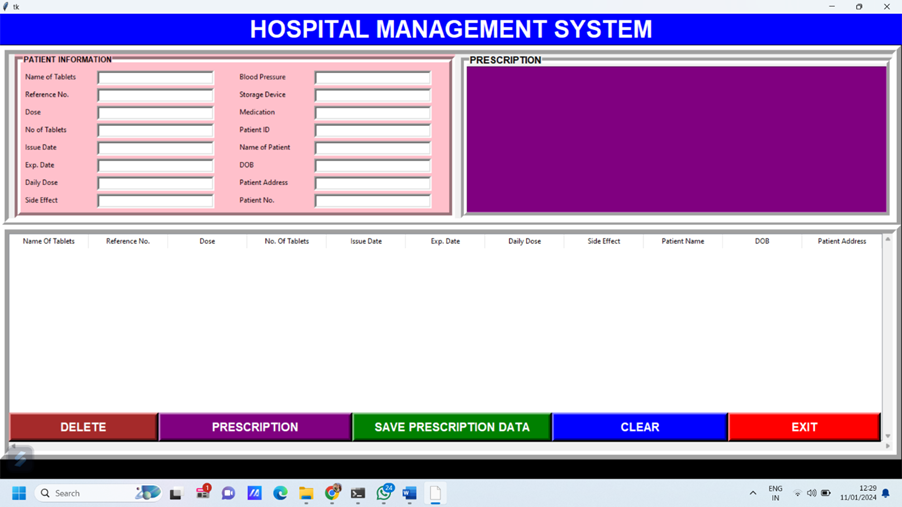 tk
HOSPITAL MANAGEMENT SYSTEM
PATIENT INFORMATION
Name of Tablets
Blood Pressure
Reference No.
Storage Device
Dose
Medication
No of Tablets
Patient ID
Issue Date
Name of Patient
Exp. Date
DOB
Daily Dose
Patient Address
Side Effect
Patient No.
PRESCRIPTION
Name Of Tablets Reference No. Dose No. Of Tablets Issue Date Exp. Date Daily Dose Side Effect Patient Name DOB Patient Address
DELETE PRESCRIPTION SAVE PRESCRIPTION DATA CLEAR EXIT
Search
1
24
ENG
IN
12:29
11/01/2024